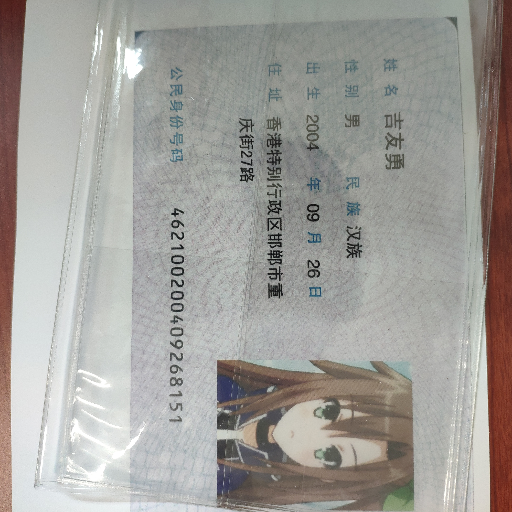 姓名 吉友勇
性别 男 民族 汉族
出生 2004 年 09 月 26 日
住址 香港特别行政区邯郸市重
庆街27路
公民身份号码 462100200409268151